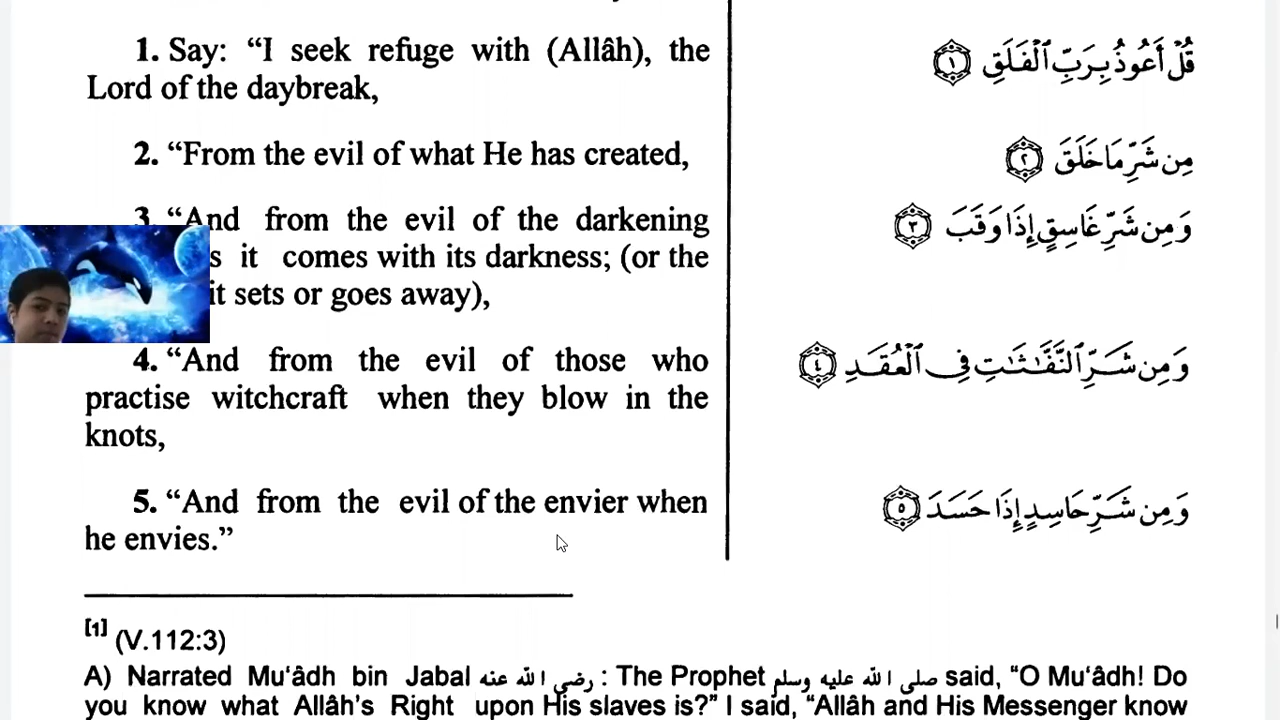 1. Say: “I seek refuge with (Allâh), the
Lord of the daybreak,
قُلْ أَعُوذُ بِرَبِّ ٱلْفَلَقِ ١
2. “From the evil of what He has created,
مِن شَرِّ مَا خَلَقَ ٢
3. “And from the evil of the darkening
s it comes with its darkness; (or the
it sets or goes away),
وَمِن شَرِّ غَاسِقٍ إِذَا وَقَبَ ٣
4. “And from the evil of those who
practise witchcraft when they blow in the
knots,
وَمِن شَرِّ ٱلنَّفَّـٰثَـٰتِ فِى ٱلْعُقَدِ ٤
5. “And from the evil of the envier when
he envies.”
وَمِن شَرِّ حَاسِدٍ إِذَا حَسَدَ ٥
[1] (V.112:3)
A) Narrated Mu‘âdh bin Jabal رضي الله عنه : The Prophet صلى الله عليه وسلم said, “O Mu‘âdh! Do
you know what Allâh’s Right upon His slaves is?” I said, “Allâh and His Messenger know